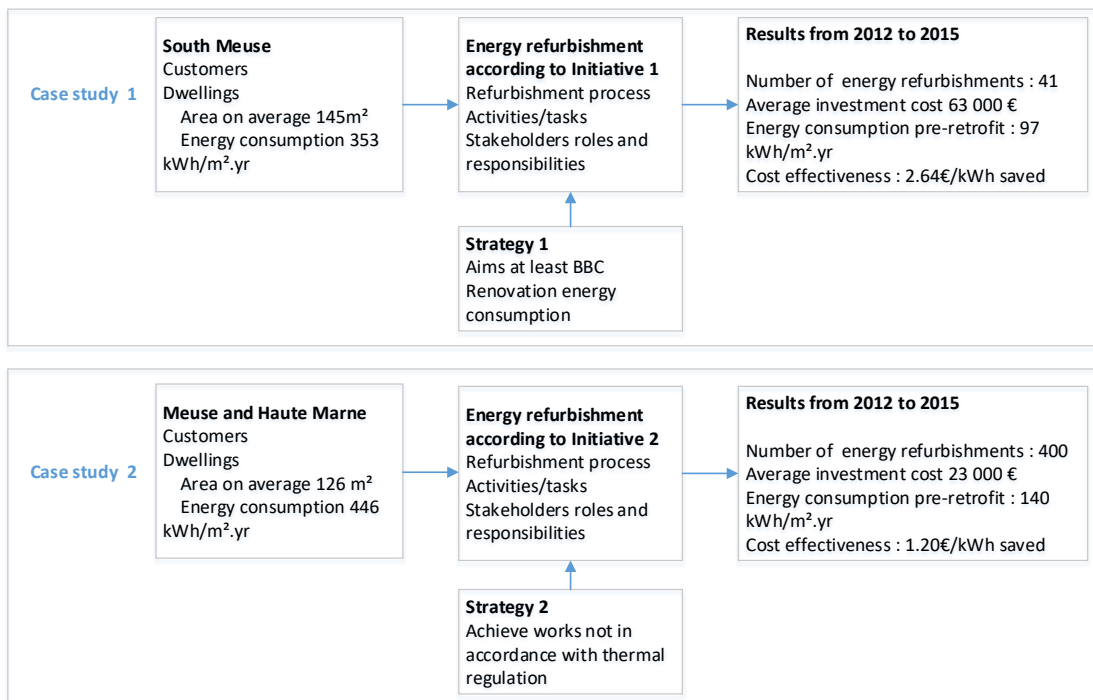 Case study 1
South Meuse
Customers
Dwellings
Area on average 145m²
Energy consumption 353
kWh/m².yr
Energy refurbishment
according to Initiative 1
Refurbishment process
Activities/tasks
Stakeholders roles and
responsibilities
Results from 2012 to 2015
Number of energy refurbishments : 41
Average investment cost 63 000 €
Energy consumption pre-retrofit : 97
kWh/m².yr
Cost effectiveness : 2.64€/kWh saved
Strategy 1
Aims at least BBC
Renovation energy
consumption
Case study 2
Meuse and Haute Marne
Customers
Dwellings
Area on average 126 m²
Energy consumption 446
kWh/m².yr
Energy refurbishment
according to Initiative 2
Refurbishment process
Activities/tasks
Stakeholders roles and
responsibilities
Results from 2012 to 2015
Number of energy refurbishments : 400
Average investment cost 23 000 €
Energy consumption pre-retrofit : 140
kWh/m².yr
Cost effectiveness : 1.20€/kWh saved
Strategy 2
Achieve works not in
accordance with thermal
regulation